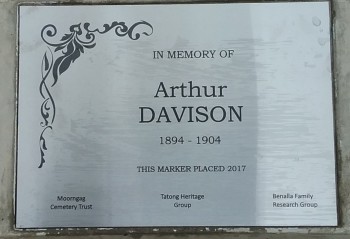 IN MEMORY OF
Arthur
DAVISON
1894 - 1904
THIS MARKER PLACED 2017
Moorngag
Cemetery Trust
Tatong Heritage
Group
Benalla Family
Research Group